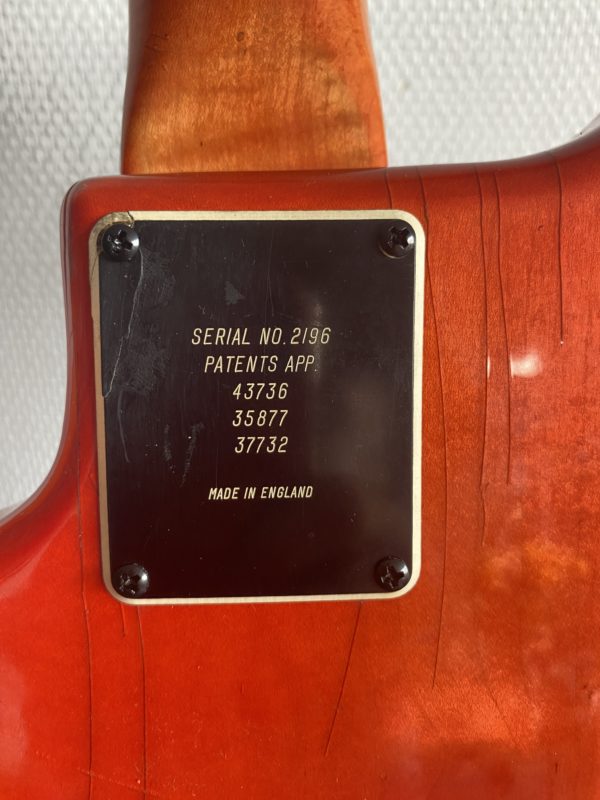 SERIAL NO. 2196
PATENTS APP.
43736
35877
37732
MADE IN ENGLAND